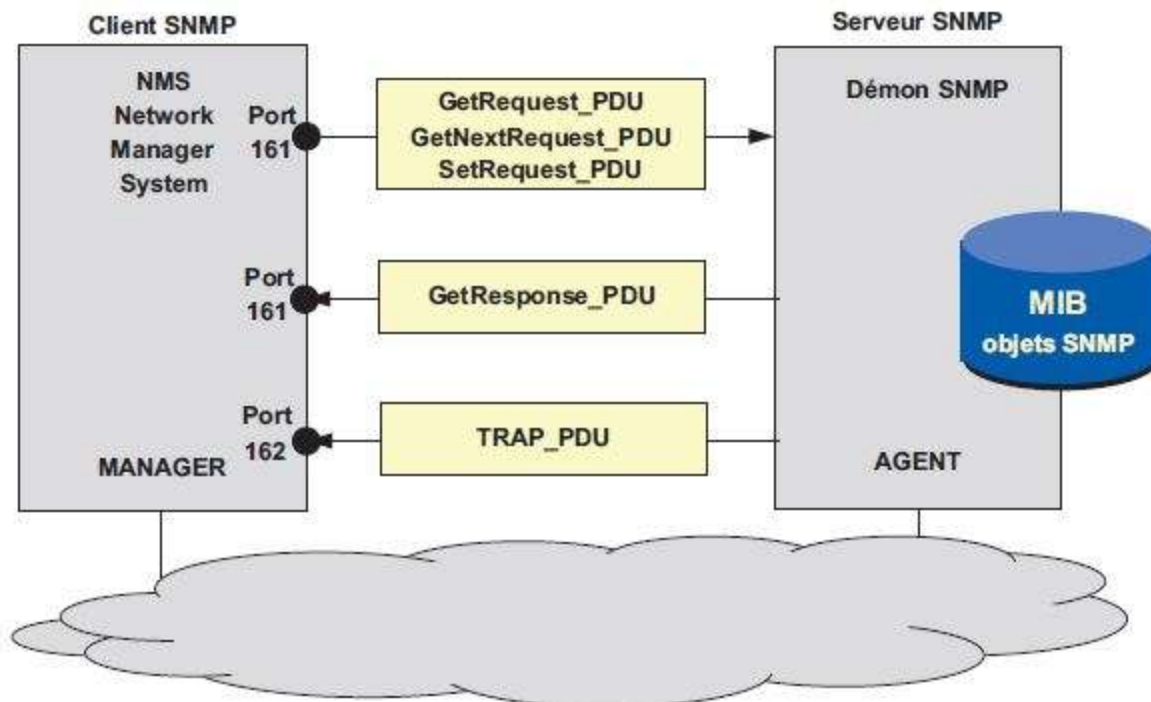 Client SNMP
Serveur SNMP
NMS
Network
Manager
System
Port
161
GetRequest_PDU
GetNextRequest_PDU
SetRequest_PDU
Démon SNMP
Port
161
GetResponse_PDU
MIB
objets SNMP
Port
162
TRAP_PDU
MANAGER
AGENT